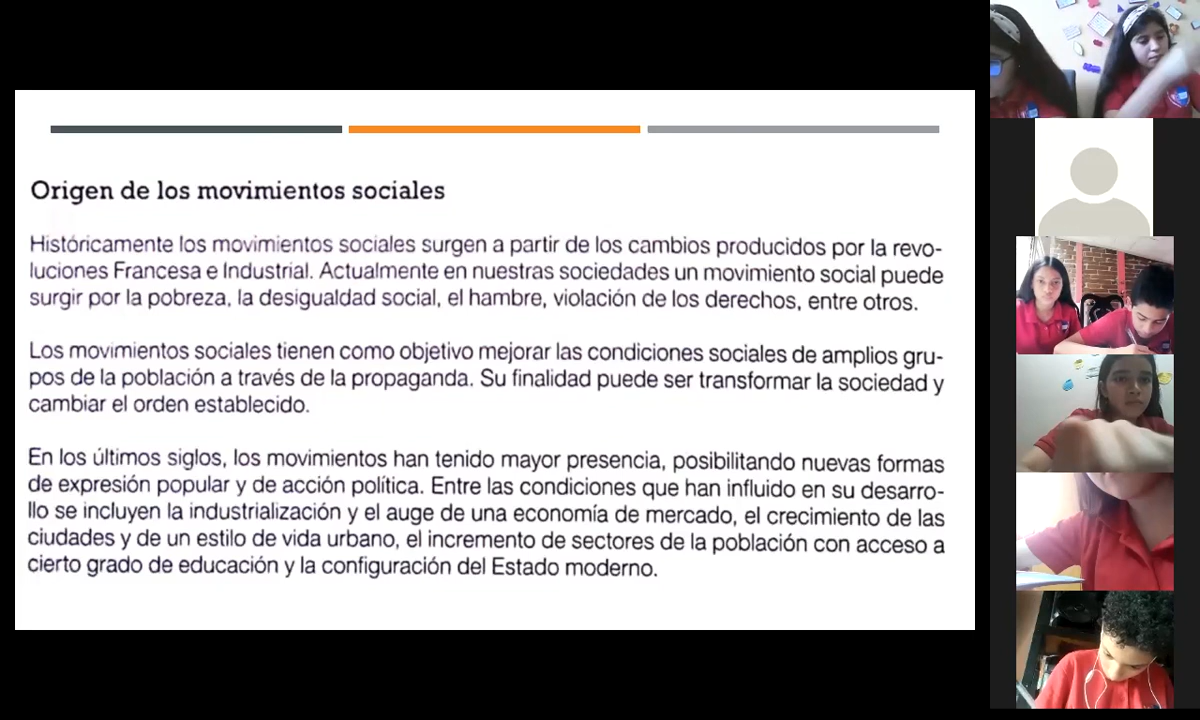 Origen de los movimientos sociales
Históricamente los movimientos sociales surgen a partir de los cambios producidos por la revo-
luciones Francesa e Industrial. Actualmente en nuestras sociedades un movimiento social puede
surgir por la pobreza, la desigualdad social, el hambre, violación de los derechos, entre otros.
Los movimientos sociales tienen como objetivo mejorar las condiciones sociales de amplios gru-
pos de la población a través de la propaganda. Su finalidad puede ser transformar la sociedad y
cambiar el orden establecido.
En los últimos siglos, los movimientos han tenido mayor presencia, posibilitando nuevas formas
de expresión popular y de acción política. Entre las condiciones que han influido en su desarro-
llo se incluyen la industrialización y el auge de una economía de mercado, el crecimiento de las
ciudades y de un estilo de vida urbano, el incremento de sectores de la población con acceso a
cierto grado de educación y la configuración del Estado moderno.